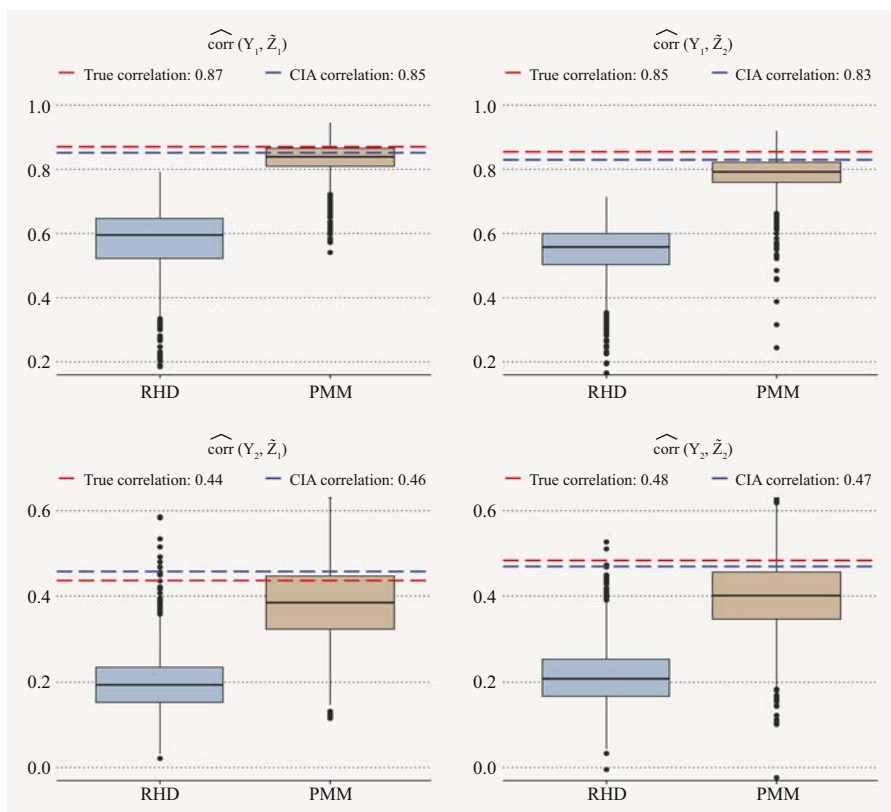 corr (Y₁, Z̃₁)
True correlation: 0.87 CIA correlation: 0.85
1.0
0.8
0.6
0.4
0.2
RHD PMM
corr (Y₁, Z̃₂)
True correlation: 0.85 CIA correlation: 0.83
1.0
0.8
0.6
0.4
0.2
RHD PMM
corr (Y₂, Z̃₁)
True correlation: 0.44 CIA correlation: 0.46
0.6
0.4
0.2
0.0
RHD PMM
corr (Y₂, Z̃₂)
True correlation: 0.48 CIA correlation: 0.47
0.6
0.4
0.2
0.0
RHD PMM